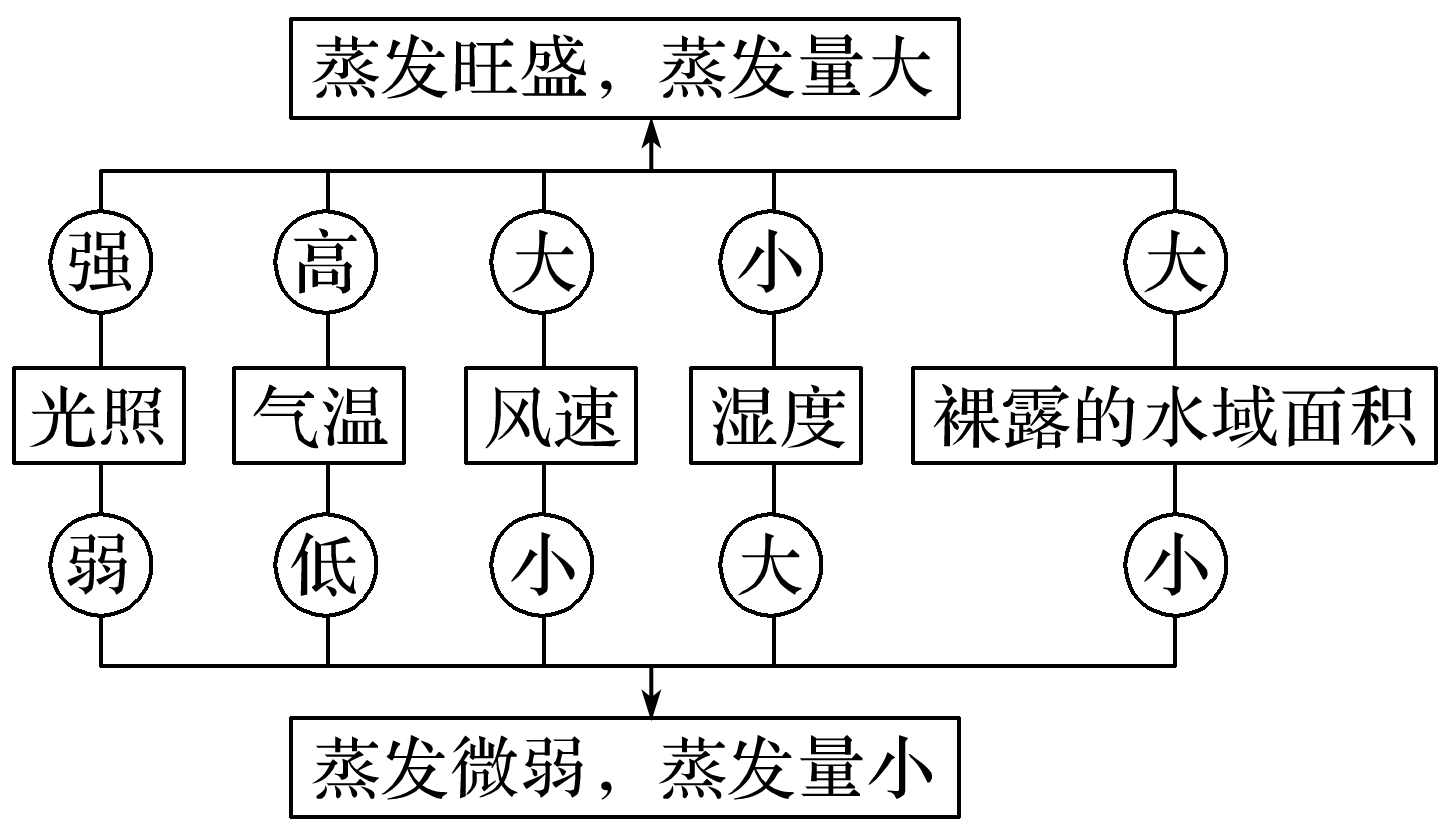 蒸发旺盛，蒸发量大
强 高 大 小 大
光照 气温 风速 湿度 裸露的水域面积
弱 低 小 大 小
蒸发微弱，蒸发量小